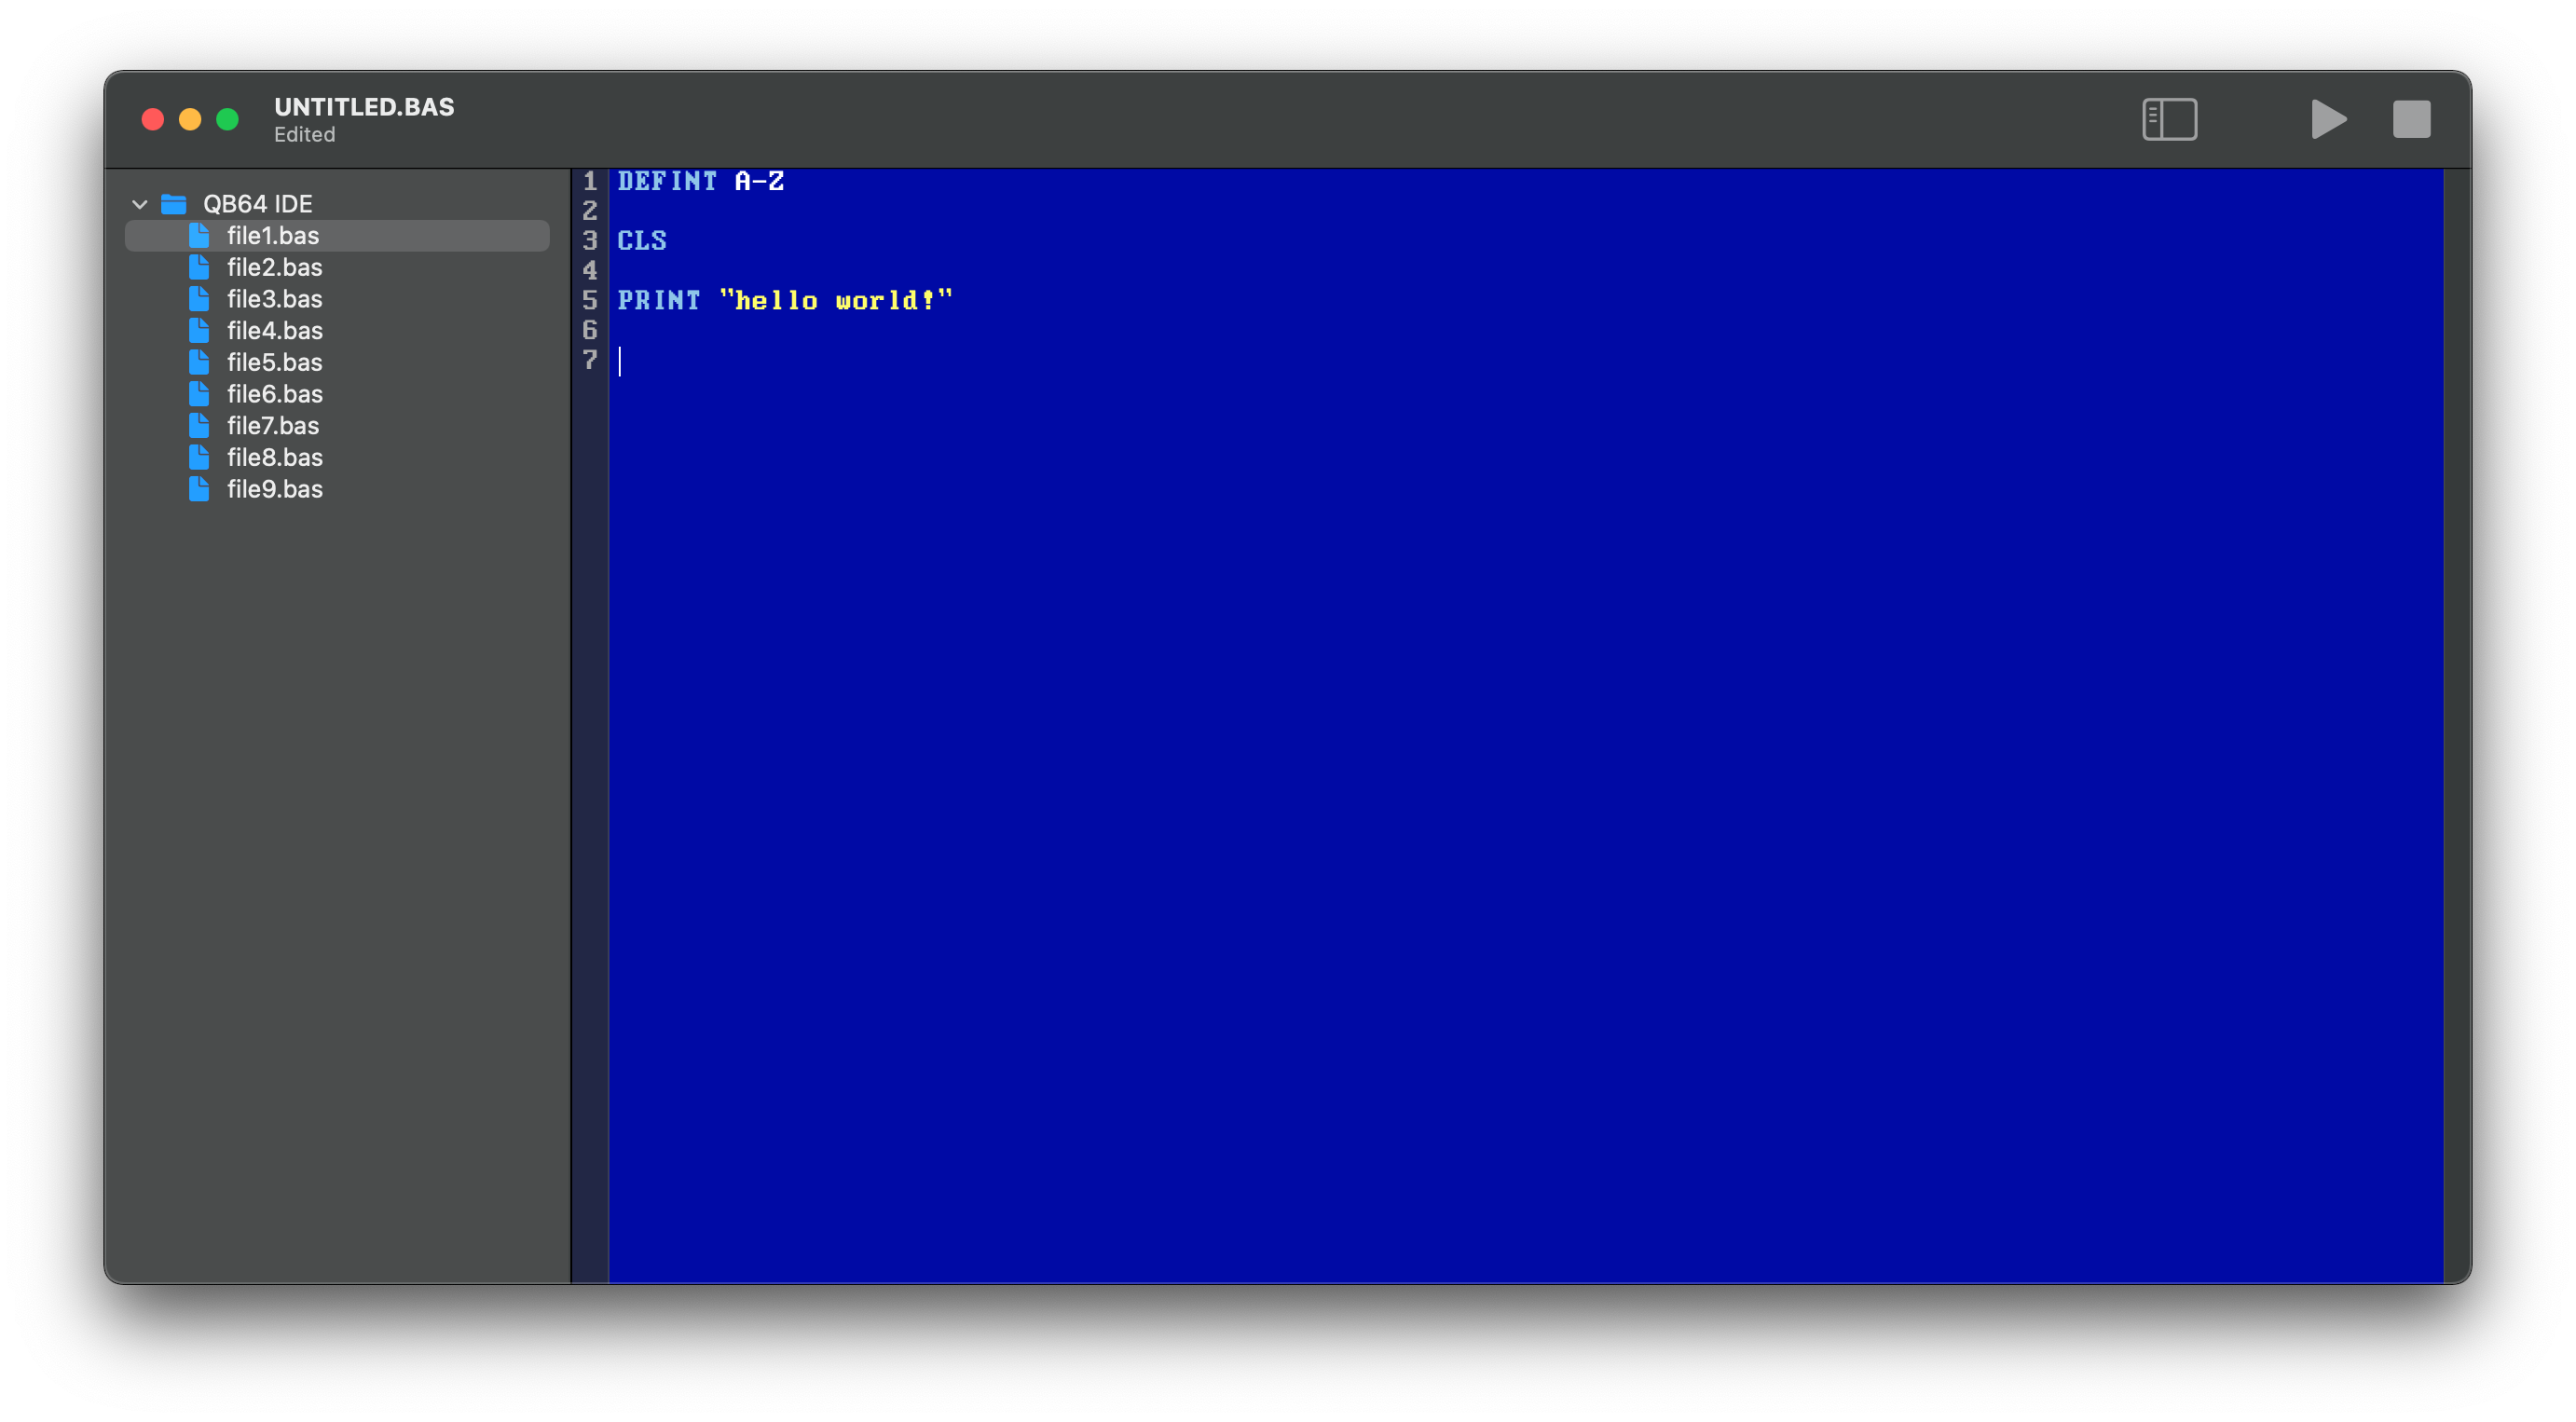 UNTITLED.BAS
Edited
QB64 IDE
file1.bas
file2.bas
file3.bas
file4.bas
file5.bas
file6.bas
file7.bas
file8.bas
file9.bas
1 DEFINT A-Z
2
3 CLS
4
5 PRINT "hello world!"
6
7